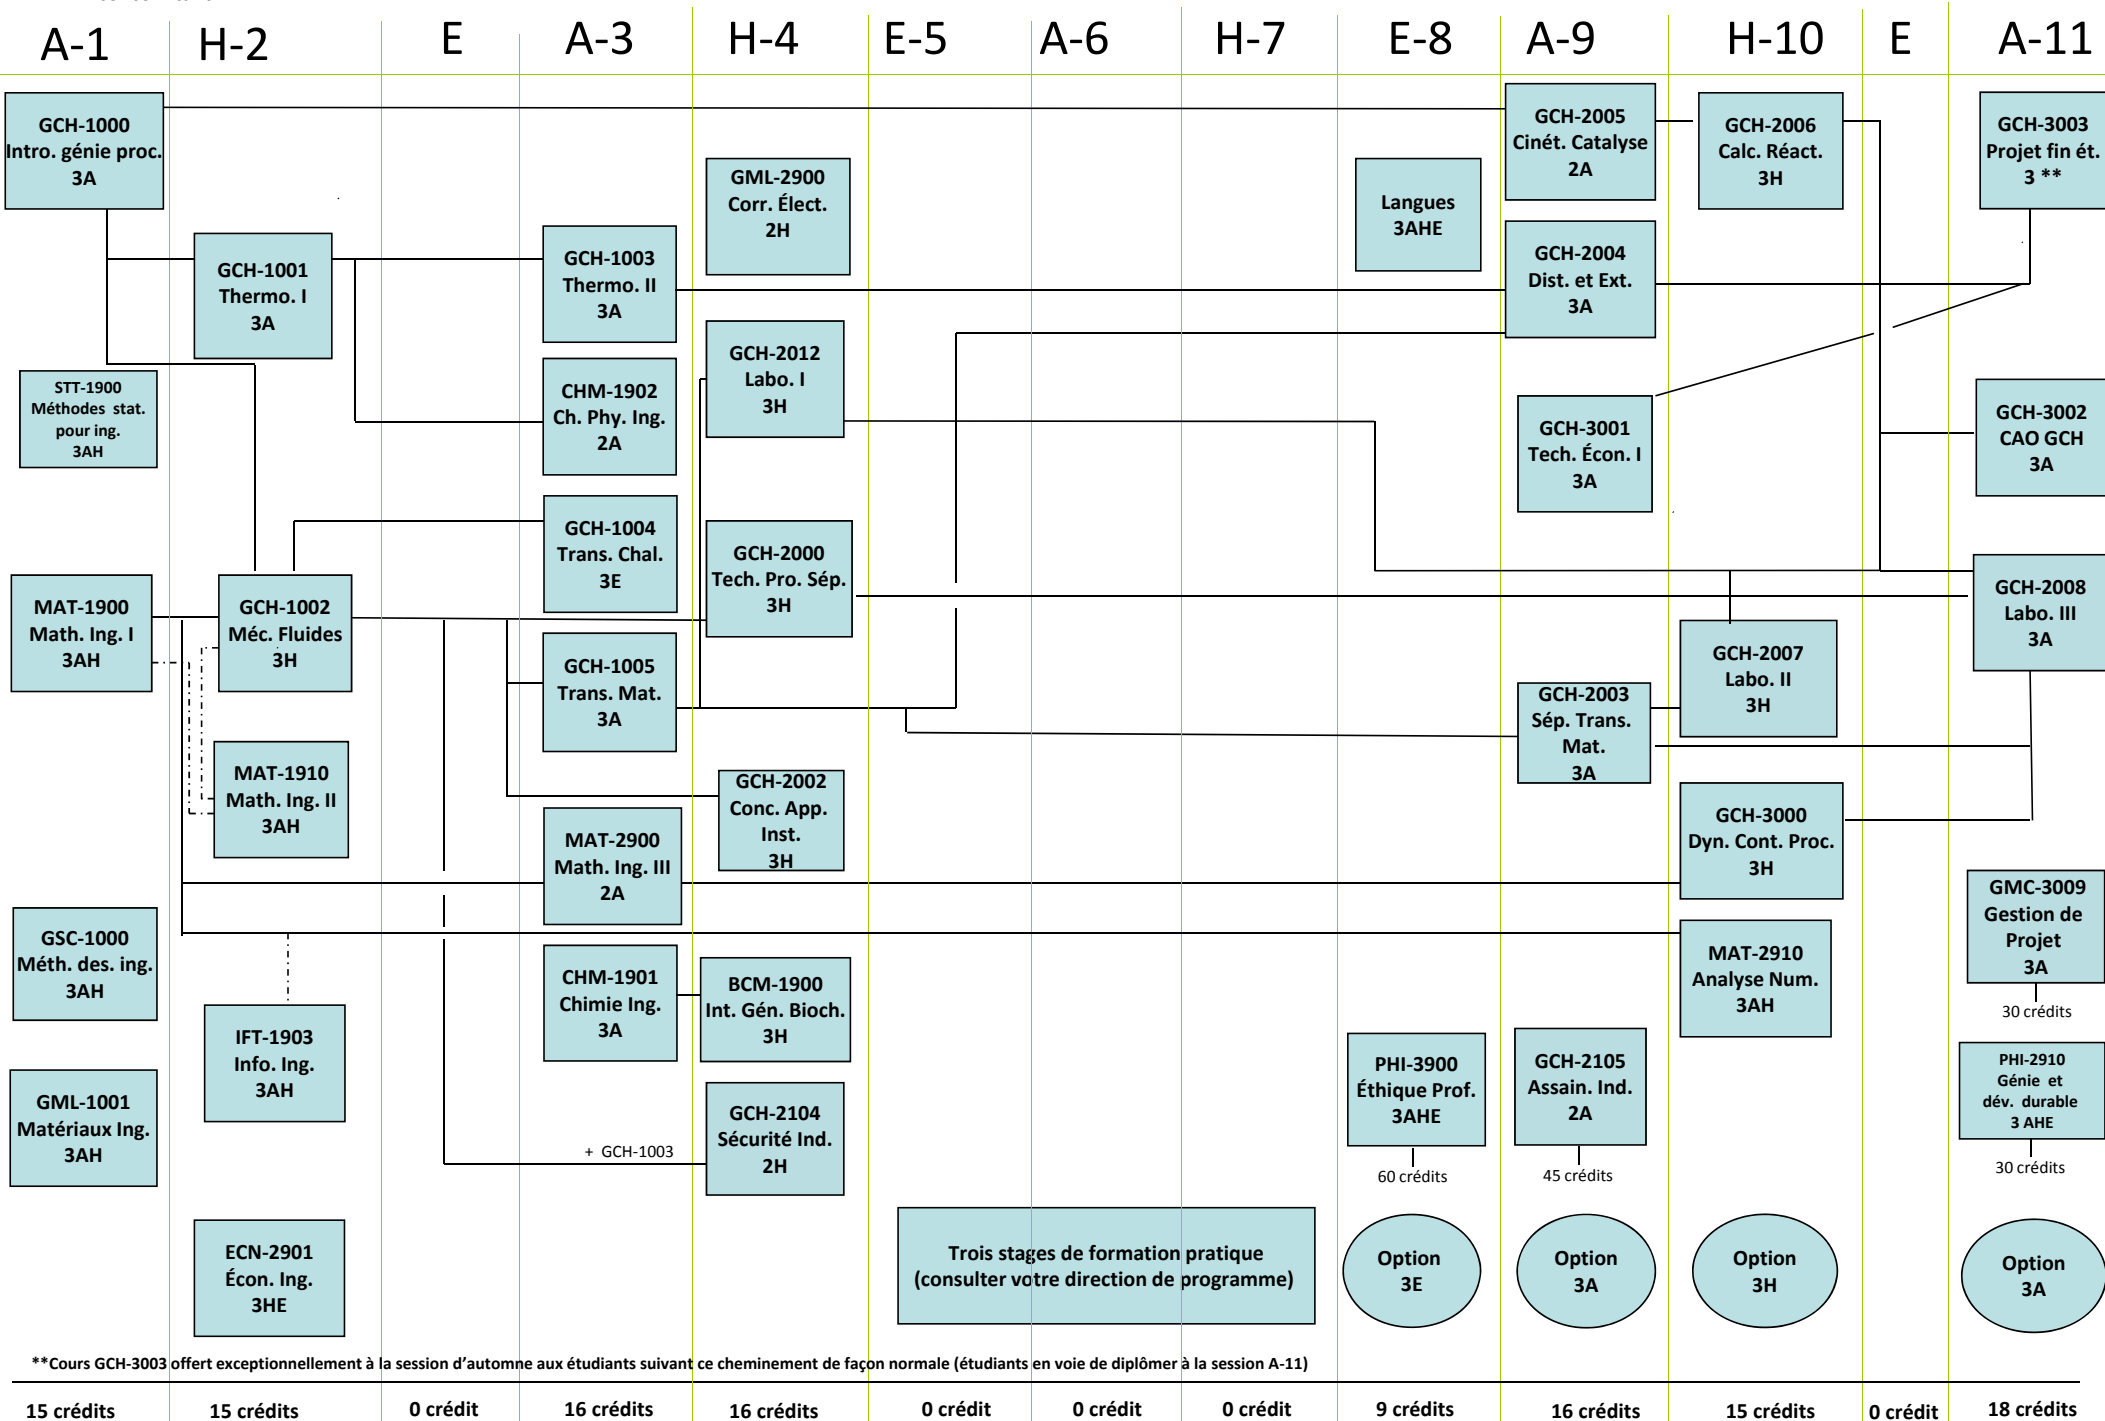 A-1
H-2
E
A-3
H-4
E-5
A-6
H-7
E-8
A-9
H-10
E
A-11
GCH-1000
Intro. génie proc.
3A
STT-1900
Méthodes stat.
pour ing.
3AH
MAT-1900
Math. Ing. I
3AH
GSC-1000
Méth. des. ing.
3AH
GML-1001
Matériaux Ing.
3AH
GCH-1001
Thermo. I
3A
GCH-1002
Méc. Fluides
3H
MAT-1910
Math. Ing. II
3AH
IFT-1903
Info. Ing.
3AH
ECN-2901
Écon. Ing.
3HE
GCH-1003
Thermo. II
3A
CHM-1902
Ch. Phy. Ing.
2A
GCH-1004
Trans. Chal.
3E
GCH-1005
Trans. Mat.
3A
MAT-2900
Math. Ing. III
2A
CHM-1901
Chimie Ing.
3A
+ GCH-1003
GML-2900
Corr. Élect.
2H
GCH-2012
Labo. I
3H
GCH-2000
Tech. Pro. Sép.
3H
GCH-2002
Conc. App.
Inst.
3H
BCM-1900
Int. Gén. Bioch.
3H
GCH-2104
Sécurité Ind.
2H
Trois stages de formation pratique
(consulter votre direction de programme)
Langues
3AHE
PHI-3900
Éthique Prof.
3AHE
60 crédits
Option
3E
GCH-2005
Cinét. Catalyse
2A
GCH-2004
Dist. et Ext.
3A
GCH-3001
Tech. Écon. I
3A
GCH-2003
Sép. Trans.
Mat.
3A
GCH-2105
Assain. Ind.
2A
45 crédits
Option
3A
GCH-2006
Calc. Réact.
3H
GCH-2007
Labo. II
3H
GCH-3000
Dyn. Cont. Proc.
3H
MAT-2910
Analyse Num.
3AH
Option
3H
GCH-3003
Projet fin ét.
3 **
GCH-3002
CAO GCH
3A
GCH-2008
Labo. III
3A
GMC-3009
Gestion de
Projet
3A
30 crédits
PHI-2910
Génie et
dév. durable
3 AHE
30 crédits
Option
3A
**Cours GCH-3003 offert exceptionnellement à la session d'automne aux étudiants suivant ce cheminement de façon normale (étudiants en voie de diplômer à la session A-11)
15 crédits
15 crédits
0 crédit
16 crédits
16 crédits
0 crédit
0 crédit
0 crédit
9 crédits
16 crédits
15 crédits
0 crédit
18 crédits